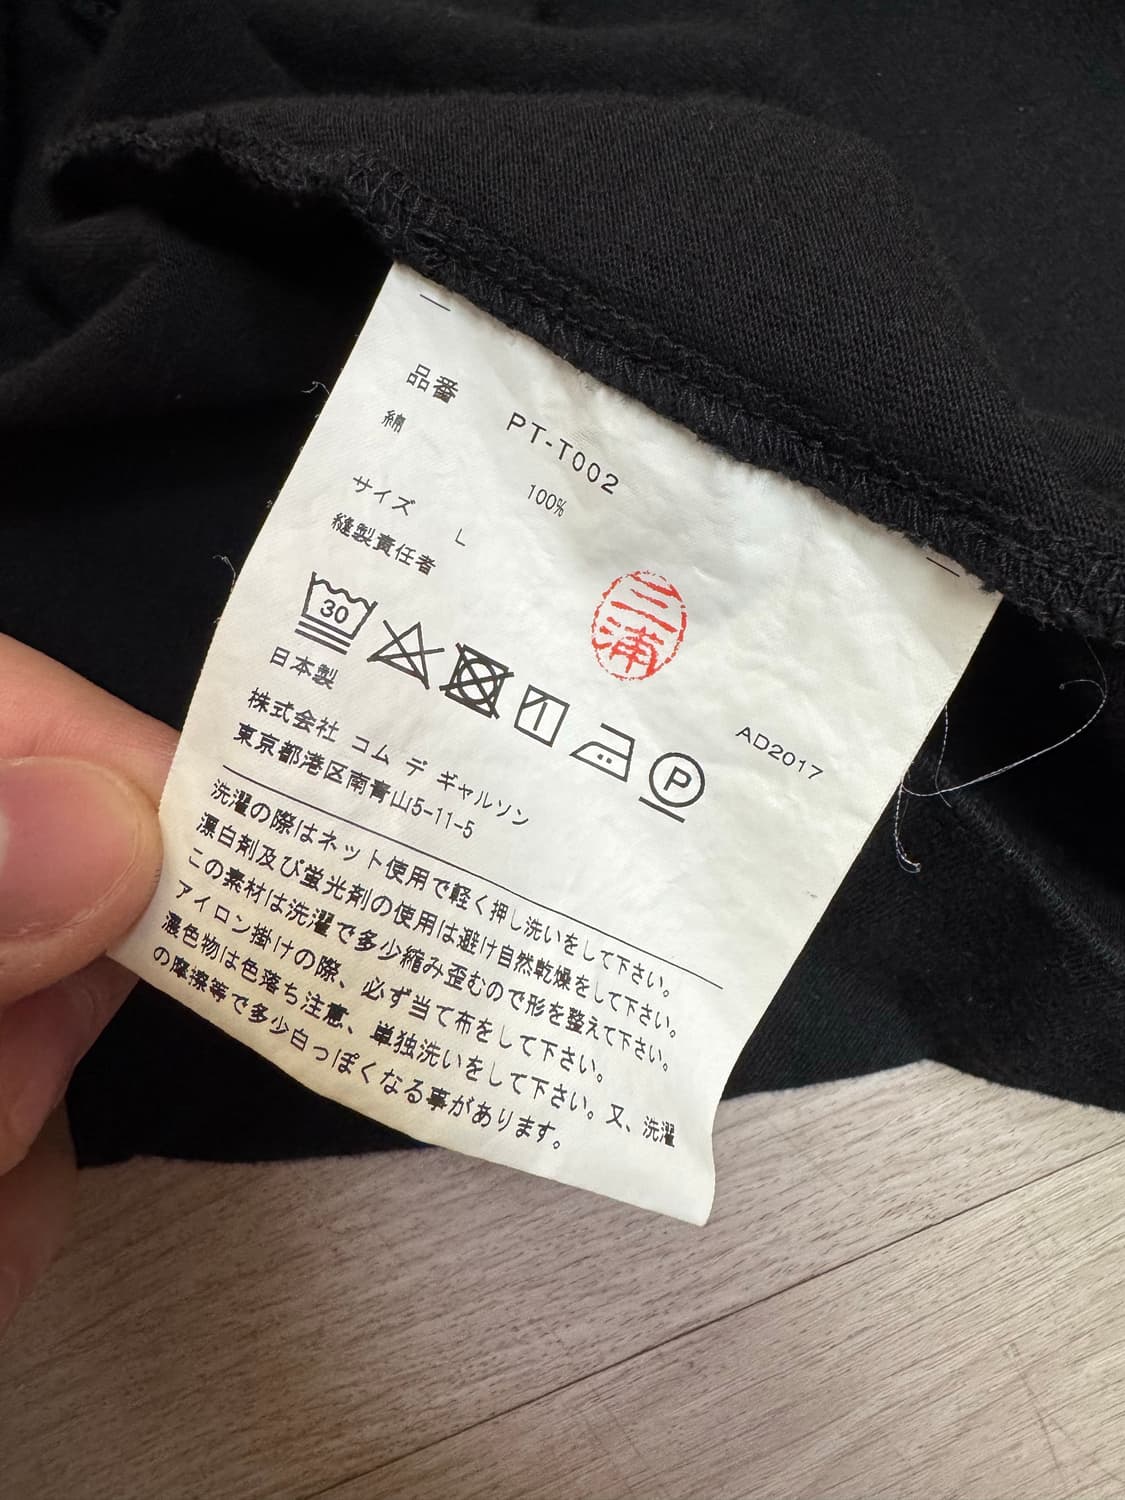 品番 PT-T002
綿 100%
サイズ L
縫製責任者
三浦
30
P
日本製
AD2017
株式会社 コム デ ギャルソン
東京都港区南青山5-11-5
洗濯の際はネット使用で軽く押し洗いをして下さい。
漂白剤及び蛍光剤の使用は避け自然乾燥をして下さい。
この素材は洗濯で多少縮み歪むので形を整えて下さい。
アイロン掛けの際、必ず当て布をして下さい。
濃色物は色落ち注意、単独洗いをして下さい。又、洗濯
の摩擦等で多少白っぽくなる事があります。